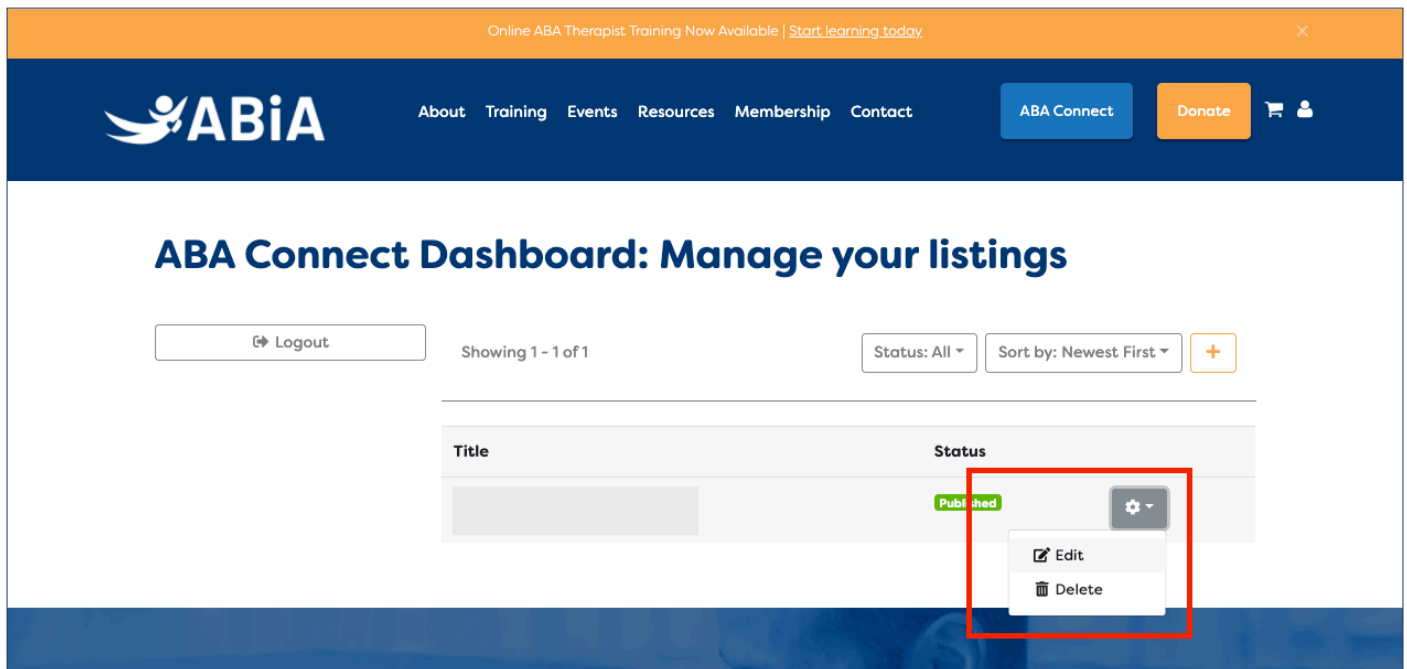 Online ABA Therapist Training Now Available | Start learning today ×
ABiA About Training Events Resources Membership Contact ABA Connect Donate
ABA Connect Dashboard: Manage your listings
Logout
Showing 1 - 1 of 1 Status: All Sort by: Newest First +
Title Status
Published
Edit
Delete